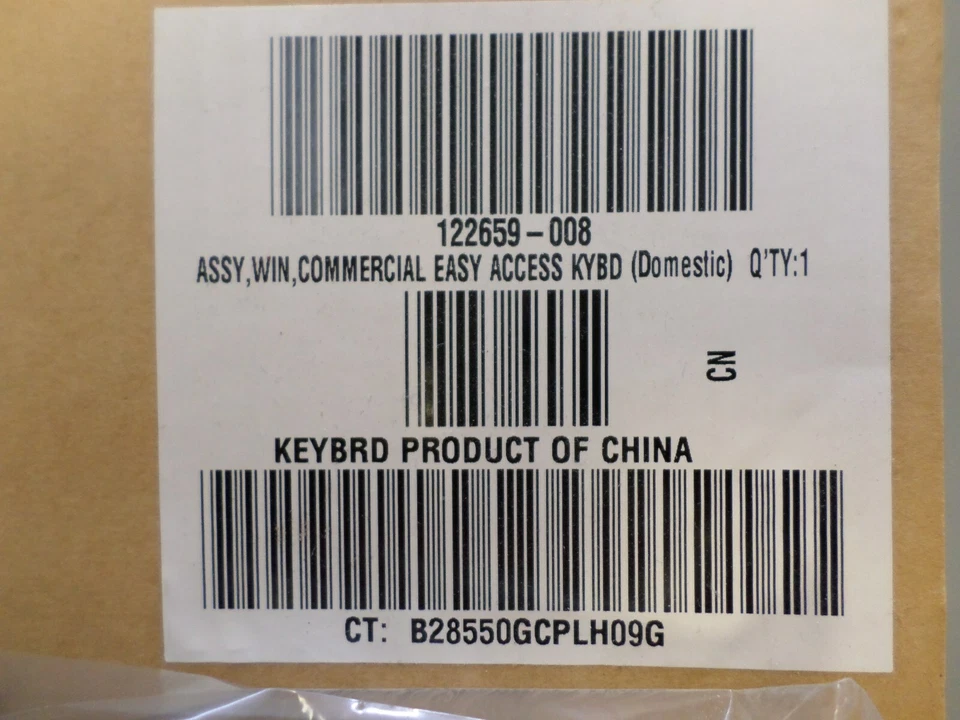 122659-008
ASSY,WIN,COMMERCIAL EASY ACCESS KYBD (Domestic) Q'TY:1
CN
KEYBRD PRODUCT OF CHINA
CT: B28550GCPLH09G